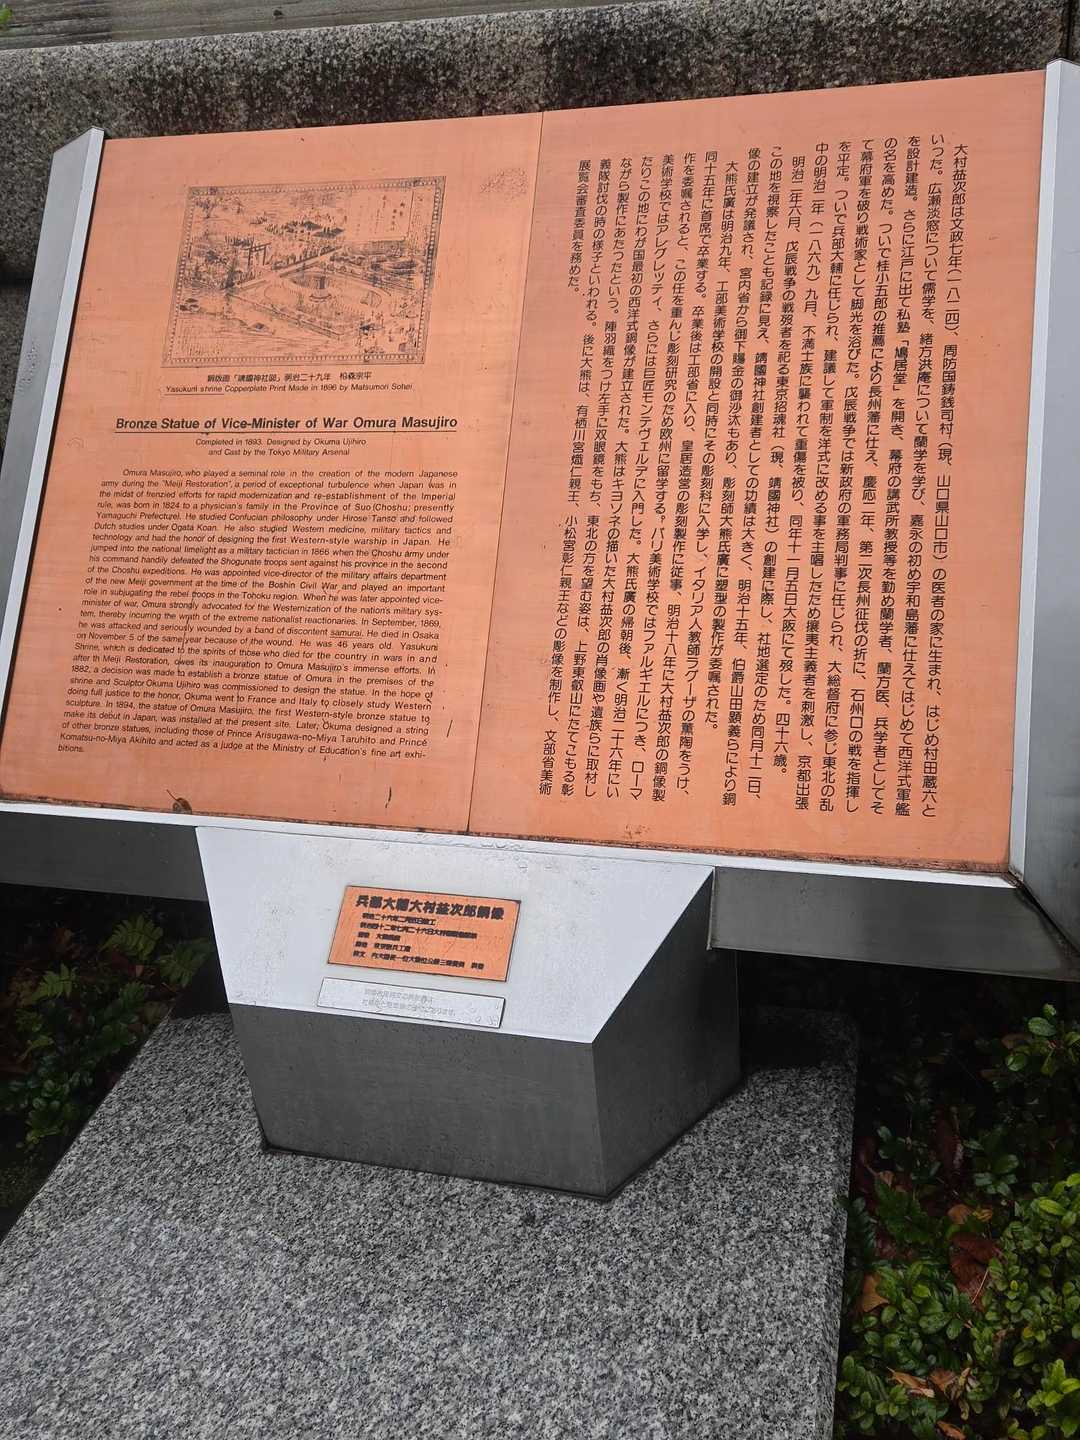 銅版画「靖國神社図」明治二十九年　松森宗平
Yasukuni shrine Copperplate Print Made in 1896 by Matsumori Sohei
Bronze Statue of Vice-Minister of War Omura Masujiro
Completed in 1893. Designed by Okuma Ujihiro
and Cast by the Tokyo Military Arsenal
Omura Masujiro, who played a seminal role in the creation of the modern Japanese
army during the "Meiji Restoration", a period of exceptional turbulence when Japan was in
the midst of frenzied efforts for rapid modernization and re-establishment of the Imperial
rule, was born in 1824 to a physician's family in the Province of Suo (Choshu; presently
Yamaguchi Prefecture). He studied Confucian philosophy under Hirose Tanso and followed
Dutch studies under Ogata Koan. He also studied Western medicine, military tactics and
technology and had the honor of designing the first Western-style warship in Japan. He
jumped into the national limelight as a military tactician in 1866 when the Choshu army under
his command handily defeated the Shogunate troops sent against his province in the second
of the Choshu expeditions. He was appointed vice-director of the military affairs department
of the new Meiji government at the time of the Boshin Civil War and played an important
role in subjugating the rebel troops in the Tohoku region. When he was later appointed vice-
minister of war, Omura strongly advocated for the Westernization of the nation's military sys-
tem, thereby incurring the wrath of the extreme nationalist reactionaries. In September, 1869,
he was attacked and seriously wounded by a band of discontent samurai. He died in Osaka
on November 5 of the same year because of the wound. He was 46 years old. Yasukuni
Shrine, which is dedicated to the spirits of those who died for the country in wars in and
after th Meiji Restoration, owes its inauguration to Omura Masujiro's immense efforts. In
1882, a decision was made to establish a bronze statue of Omura in the premises of the
shrine and Sculptor Okuma Ujihiro was commissioned to design the statue. In the hope of
doing full justice to the honor, Okuma went to France and Italy to closely study Western
sculpture. In 1894, the statue of Omura Masujiro, the first Western-style bronze statue to
make its debut in Japan, was installed at the present site. Later, Okuma designed a string
of other bronze statues, including those of Prince Arisugawa-no-Miya Taruhito and Prince
Komatsu-no-Miya Akihito and acted as a judge at the Ministry of Education's fine art exhi-
bitions.
大村益次郎は文政七年(一八二四)、周防国鋳銭司村（現、山口県山口市）の医者の家に生まれ、はじめ村田蔵六と
いった。広瀬淡窓について儒学を、緒方洪庵について蘭学を学び、嘉永の初め宇和島藩に仕えてはじめて西洋式軍艦
を設計建造。さらに江戸に出て私塾「鳩居堂」を開き、幕府の講武所教授等を勤め蘭学者、蘭方医、兵学者としてそ
の名を高めた。ついで桂小五郎の推薦により長州藩に仕え、慶応二年、第二次長州征伐の折に、石州口の戦を指揮し
て幕府軍を破り戦術家として脚光を浴びた。戊辰戦争では新政府の軍務局判事に任じられ、大総督府に参じ東北の乱
を平定。ついで兵部大輔に任じられ、建議して軍制を洋式に改める事を主唱したため攘夷主義者を刺激し、京都出張
中の明治二年（一八六九）九月、不満士族に襲われて重傷を被り、同年十一月五日大阪にて歿した。四十六歳。
明治二年六月、戊辰戦争の戦歿者を祀る東京招魂社（現、靖國神社）の創建に際し、社地選定のため同月十二日、
この地を視察したことも記録に見え、靖國神社創建者としての功績は大きく、明治十五年、伯爵山田顕義らにより銅
像の建立が発議され、宮内省から御下賜金の御沙汰もあり、彫刻師大熊氏廣に塑型の製作が委嘱された。
大熊氏廣は明治九年、工部美術学校の開設と同時にその彫刻科に入学し、イタリア人教師ラグーザの薫陶をうけ、
同十五年に首席で卒業する。卒業後は工部省に入り、皇居造営の彫刻製作に従事、明治十八年に大村益次郎の銅像製
作を委嘱されると、この任を重んじ彫刻研究のため欧州に留学する。パリ美術学校ではファルギエルにつき、ローマ
美術学校ではアレグレッティ、さらには巨匠モンテヴェルデに入門した。大熊氏廣の帰朝後、漸く明治二十六年にい
たりこの地にわが国最初の西洋式銅像が建立された。大熊はキヨソネの描いた大村益次郎の肖像画や遺族らに取材し
ながら製作にあたったという。陣羽織をつけ左手に双眼鏡をもち、東北の方を望む姿は、上野東叡山にたてこもる彰
義隊討伐の時の様子といわれる。後に大熊は、有栖川宮熾仁親王、小松宮彰仁親王などの彫像を制作し、文部省美術
展覧会審査委員を務めた。
兵部大輔大村益次郎銅像